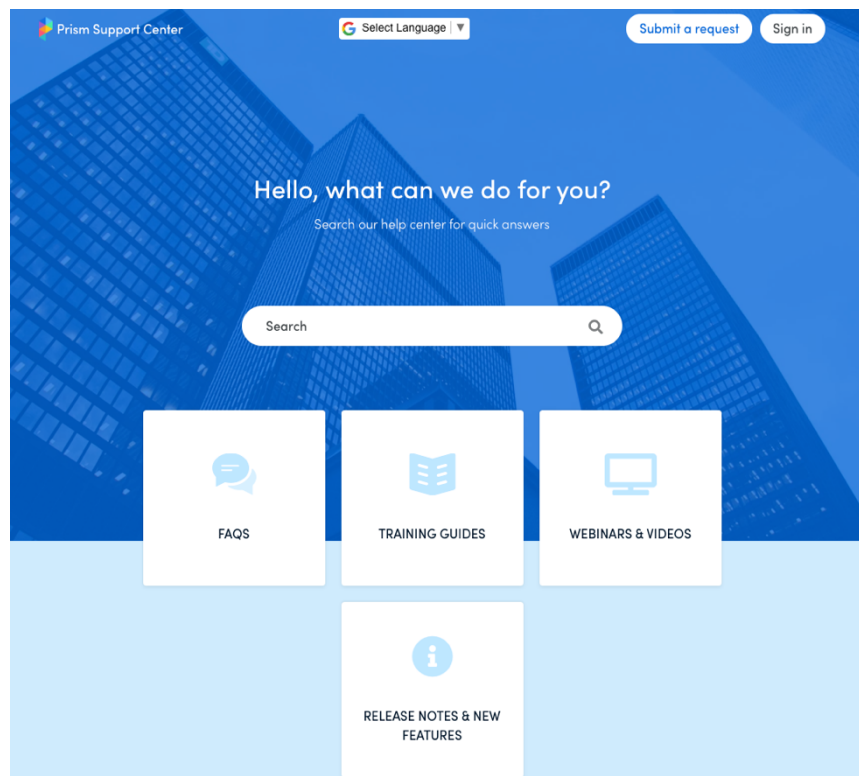 Prism Support Center
Select Language ▼
Submit a request
Sign in
Hello, what can we do for you?
Search our help center for quick answers
Search
FAQS
TRAINING GUIDES
WEBINARS & VIDEOS
RELEASE NOTES & NEW
FEATURES